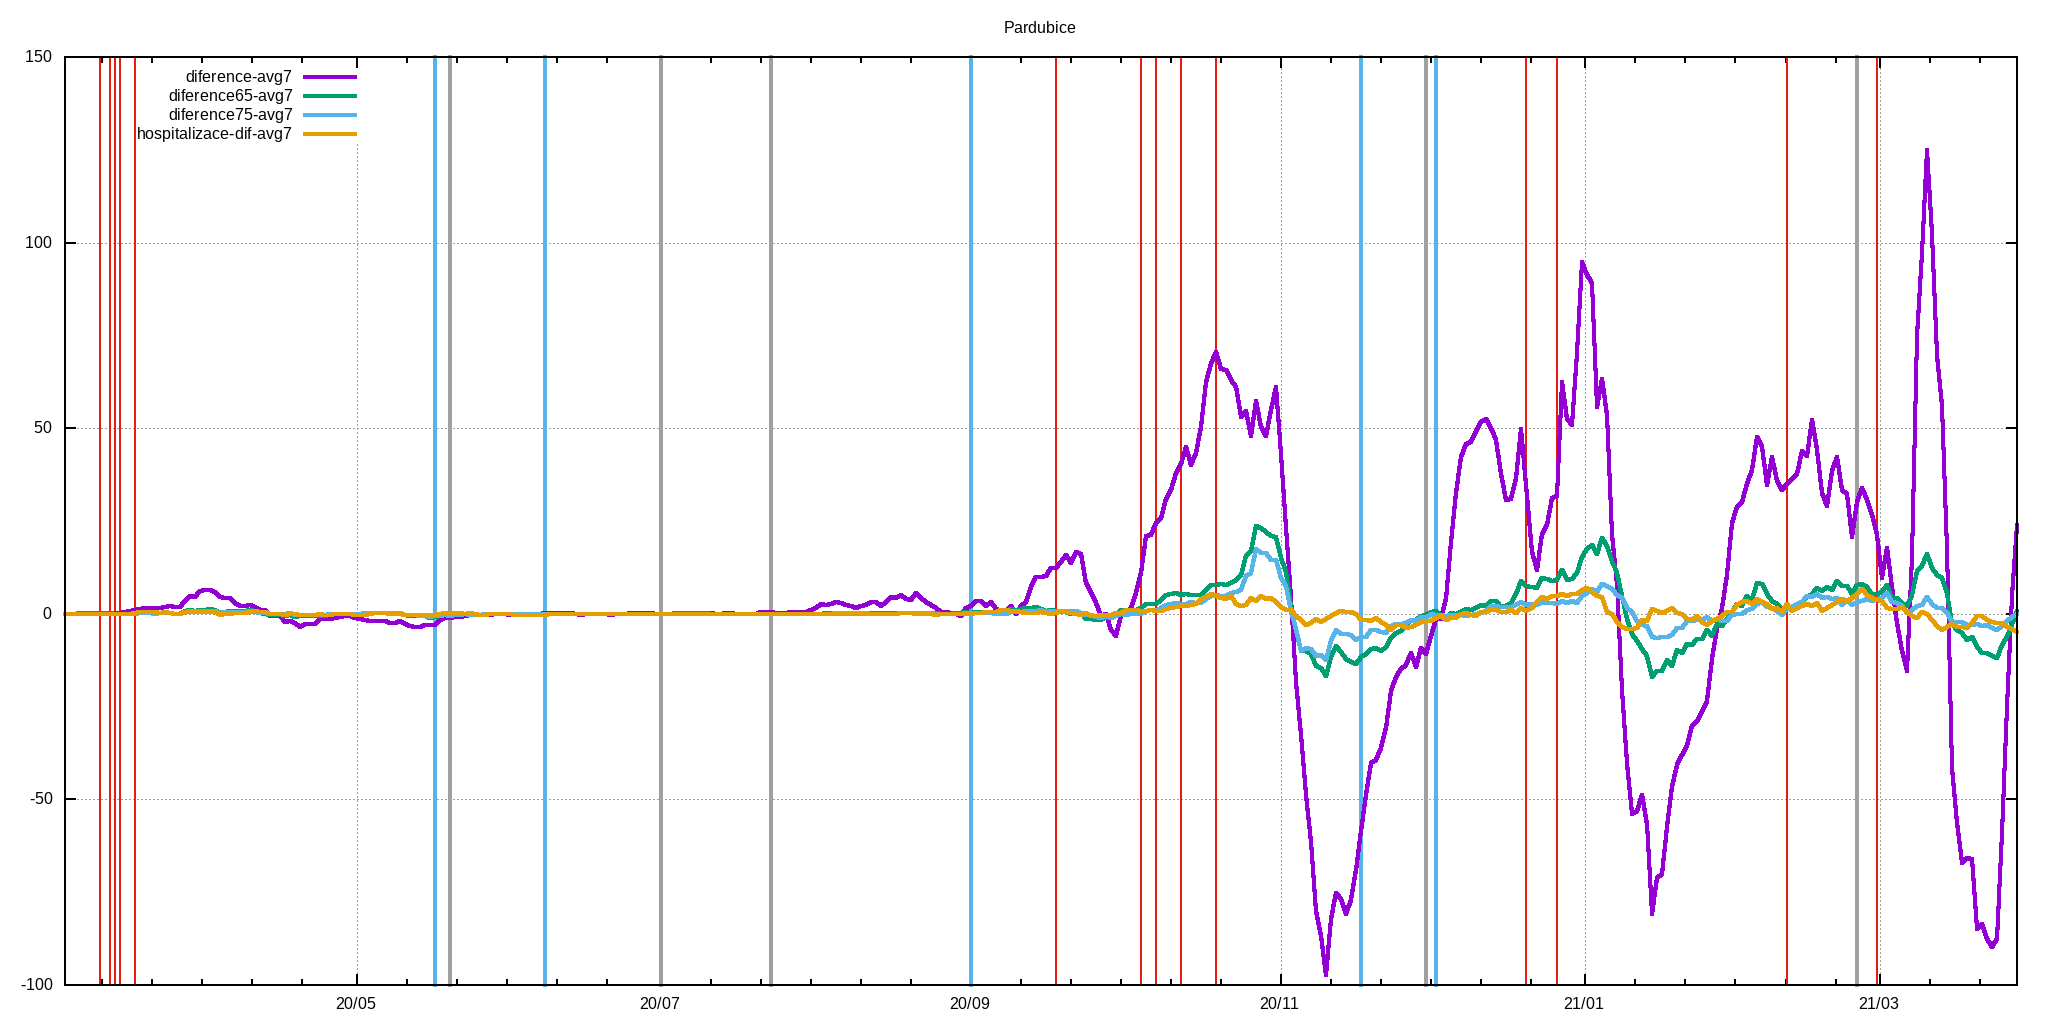 Pardubice
150
diference-avg7
diference65-avg7
diference75-avg7
hospitalizace-dif-avg7
100
50
0
-50
-100
20/05 20/07 20/09 20/11 21/01 21/03